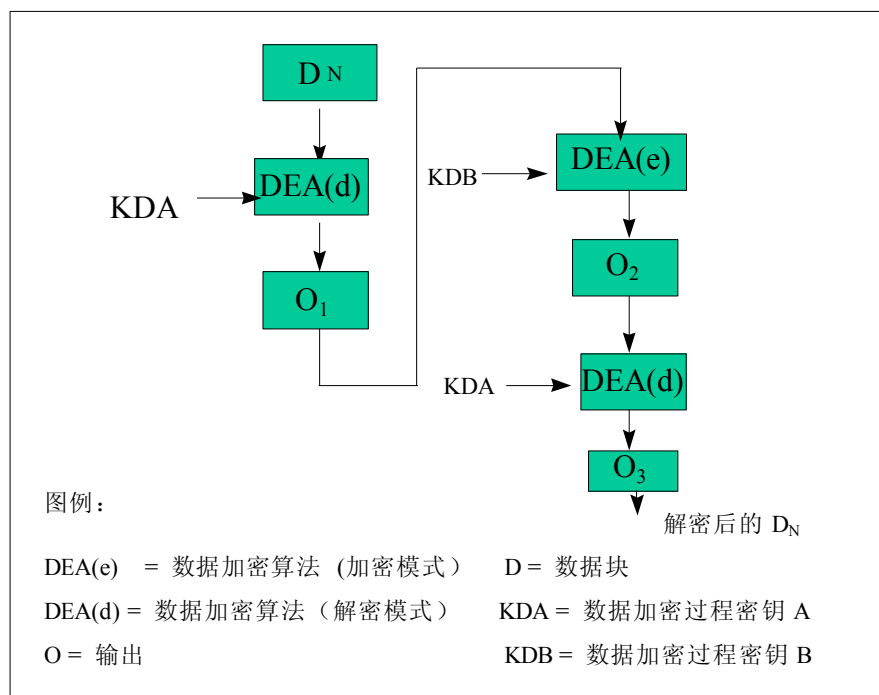 D N
DEA(d)
KDA
O₁
DEA(e)
KDB
O₂
KDA
DEA(d)
O₃
解密后的 D_N
图例：
DEA(e) = 数据加密算法 (加密模式） D = 数据块
DEA(d) = 数据加密算法（解密模式） KDA = 数据加密过程密钥 A
O = 输出 KDB = 数据加密过程密钥 B